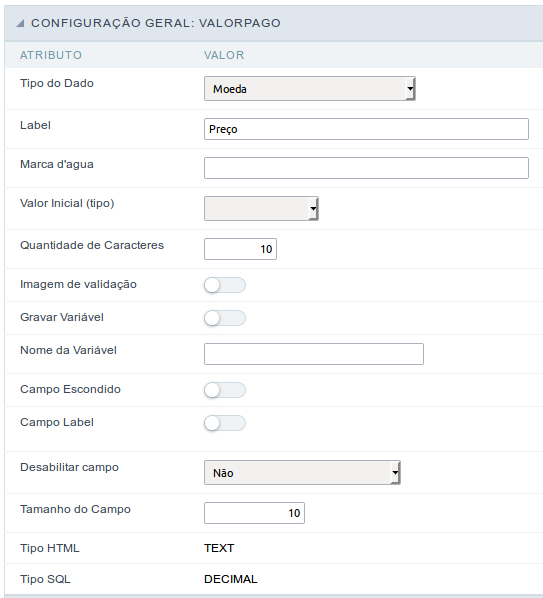 CONFIGURAÇÃO GERAL: VALORPAGO
ATRIBUTO VALOR
Tipo do Dado Moeda
Label Preço
Marca d'agua
Valor Inicial (tipo)
Quantidade de Caracteres 10
Imagem de validação
Gravar Variável
Nome da Variável
Campo Escondido
Campo Label
Desabilitar campo Não
Tamanho do Campo 10
Tipo HTML TEXT
Tipo SQL DECIMAL